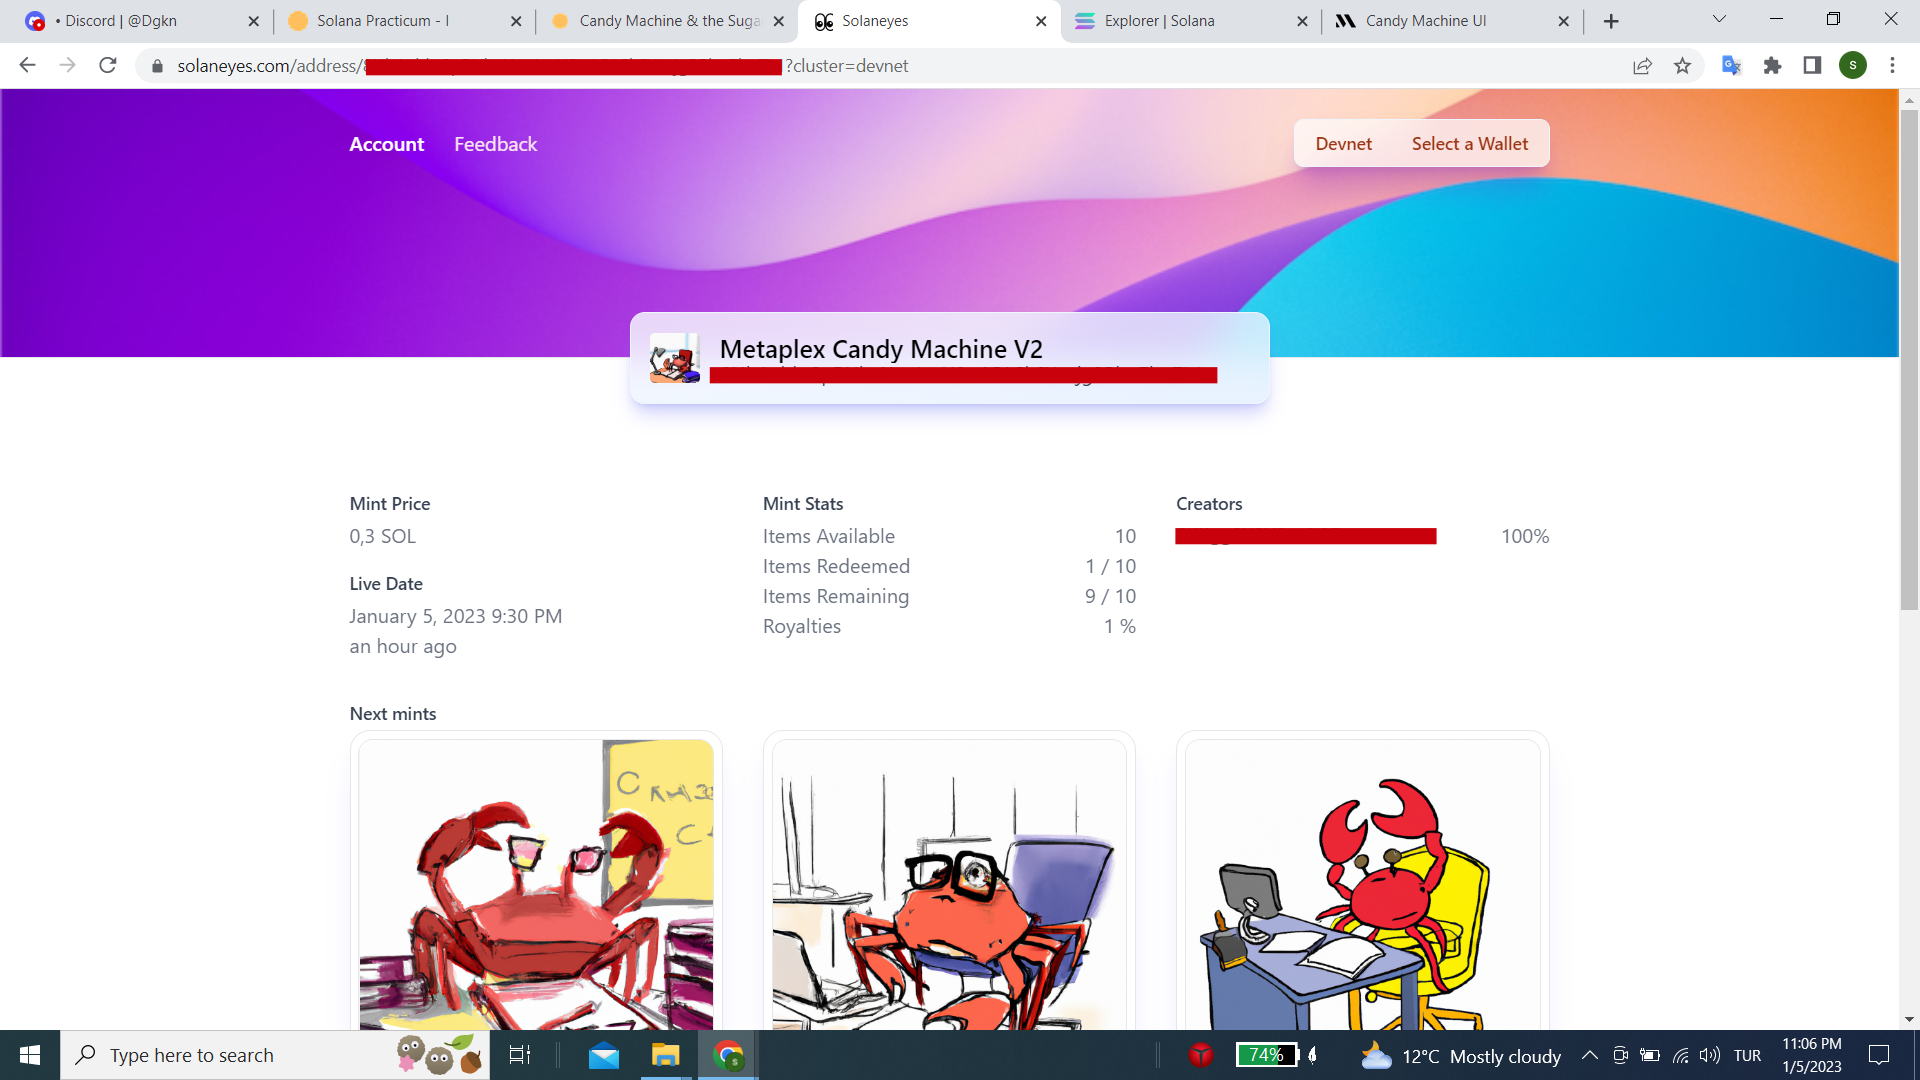 • Discord | @Dgkn
Solana Practicum - I
Candy Machine & the Suga
Solaneyes
Explorer | Solana
Candy Machine UI
solaneyes.com/address/
?cluster=devnet
S
Account
Feedback
Devnet
Select a Wallet
Metaplex Candy Machine V2
Mint Price
0,3 SOL
Live Date
January 5, 2023 9:30 PM
an hour ago
Mint Stats
Items Available 10
Items Redeemed 1 / 10
Items Remaining 9 / 10
Royalties 1 %
Creators
100%
Next mints
Type here to search
74%
12°C Mostly cloudy
TUR
11:06 PM
1/5/2023